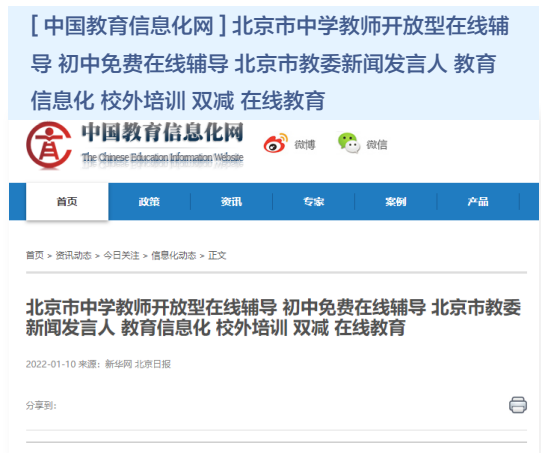 [ 中国教育信息化网 ] 北京市中学教师开放型在线辅
导 初中免费在线辅导 北京市教委新闻发言人 教育
信息化 校外培训 双减 在线教育
中国教育信息化网
The Chinese Education Information Website
微博
微信
首页 政策 资讯 专家 案例 产品
首页 > 资讯动态 > 今日关注 > 信息化动态 > 正文
北京市中学教师开放型在线辅导 初中免费在线辅导 北京市教委
新闻发言人 教育信息化 校外培训 双减 在线教育
2022-01-10 来源：新华网 北京日报
分享到: